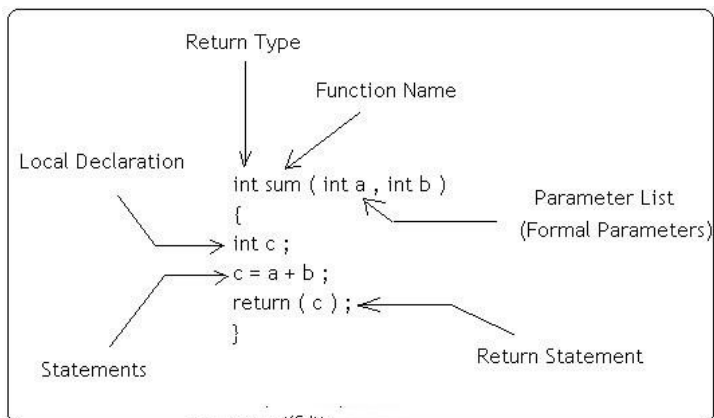 Return Type
Function Name
Local Declaration
int sum ( int a , int b )
Parameter List
(Formal Parameters)
{
int c ;
c = a + b ;
return ( c ) ;
}
Statements
Return Statement